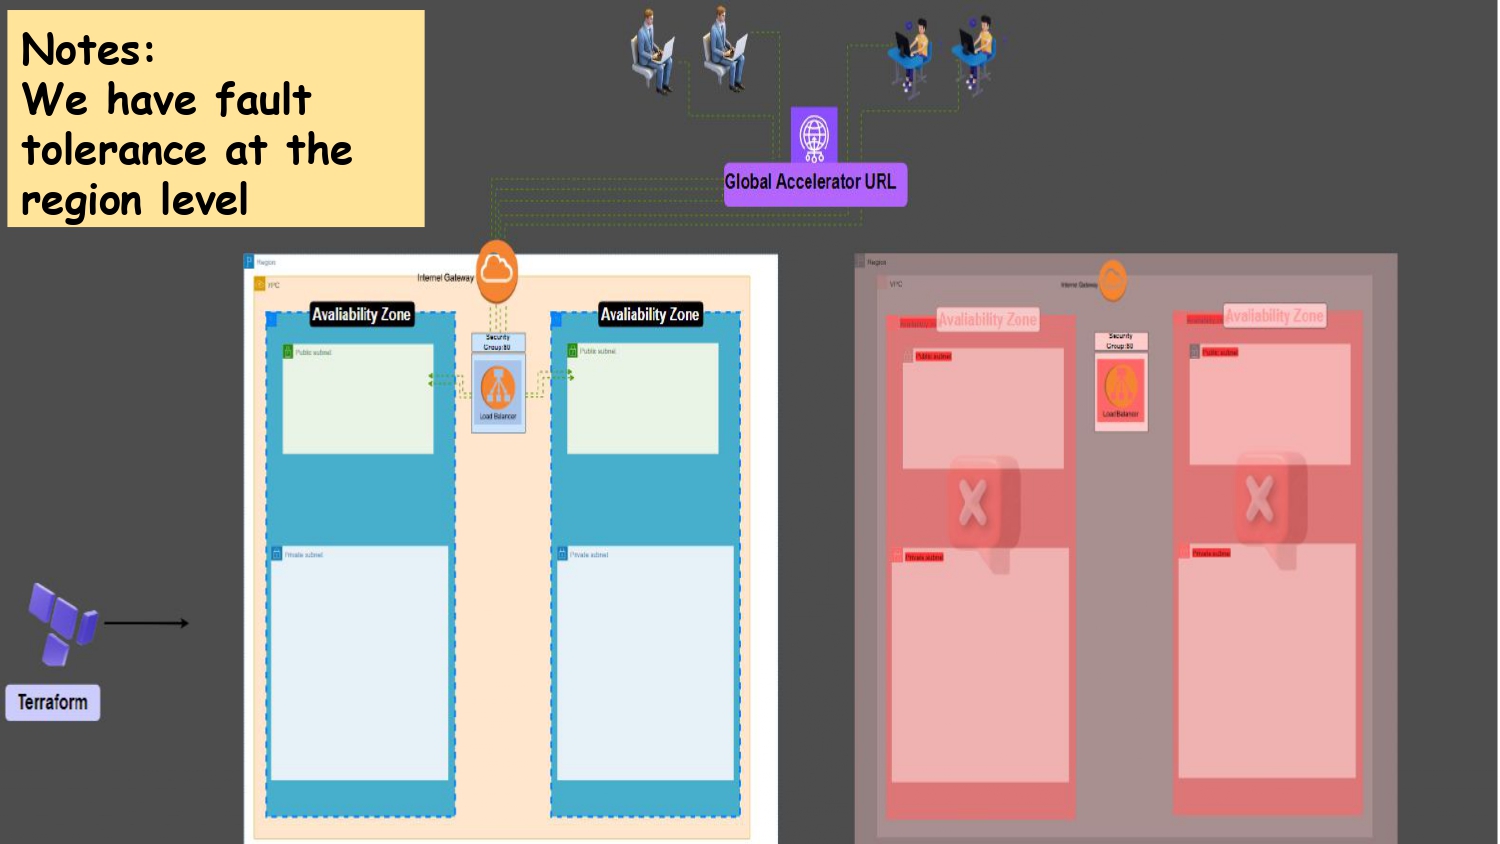 Notes:
We have fault
tolerance at the
region level
Global Accelerator URL
Region
VPC
Internet Gateway
Avaliability Zone
Avaliability Zone
Security
Group:80
Load Balancer
Public subnet
Public subnet
Private subnet
Private subnet
Region
VPC
Internet Gateway
Avaliability Zone
Avaliability Zone
Security
Group:80
Load Balancer
Public subnet
Public subnet
Private subnet
Private subnet
Terraform